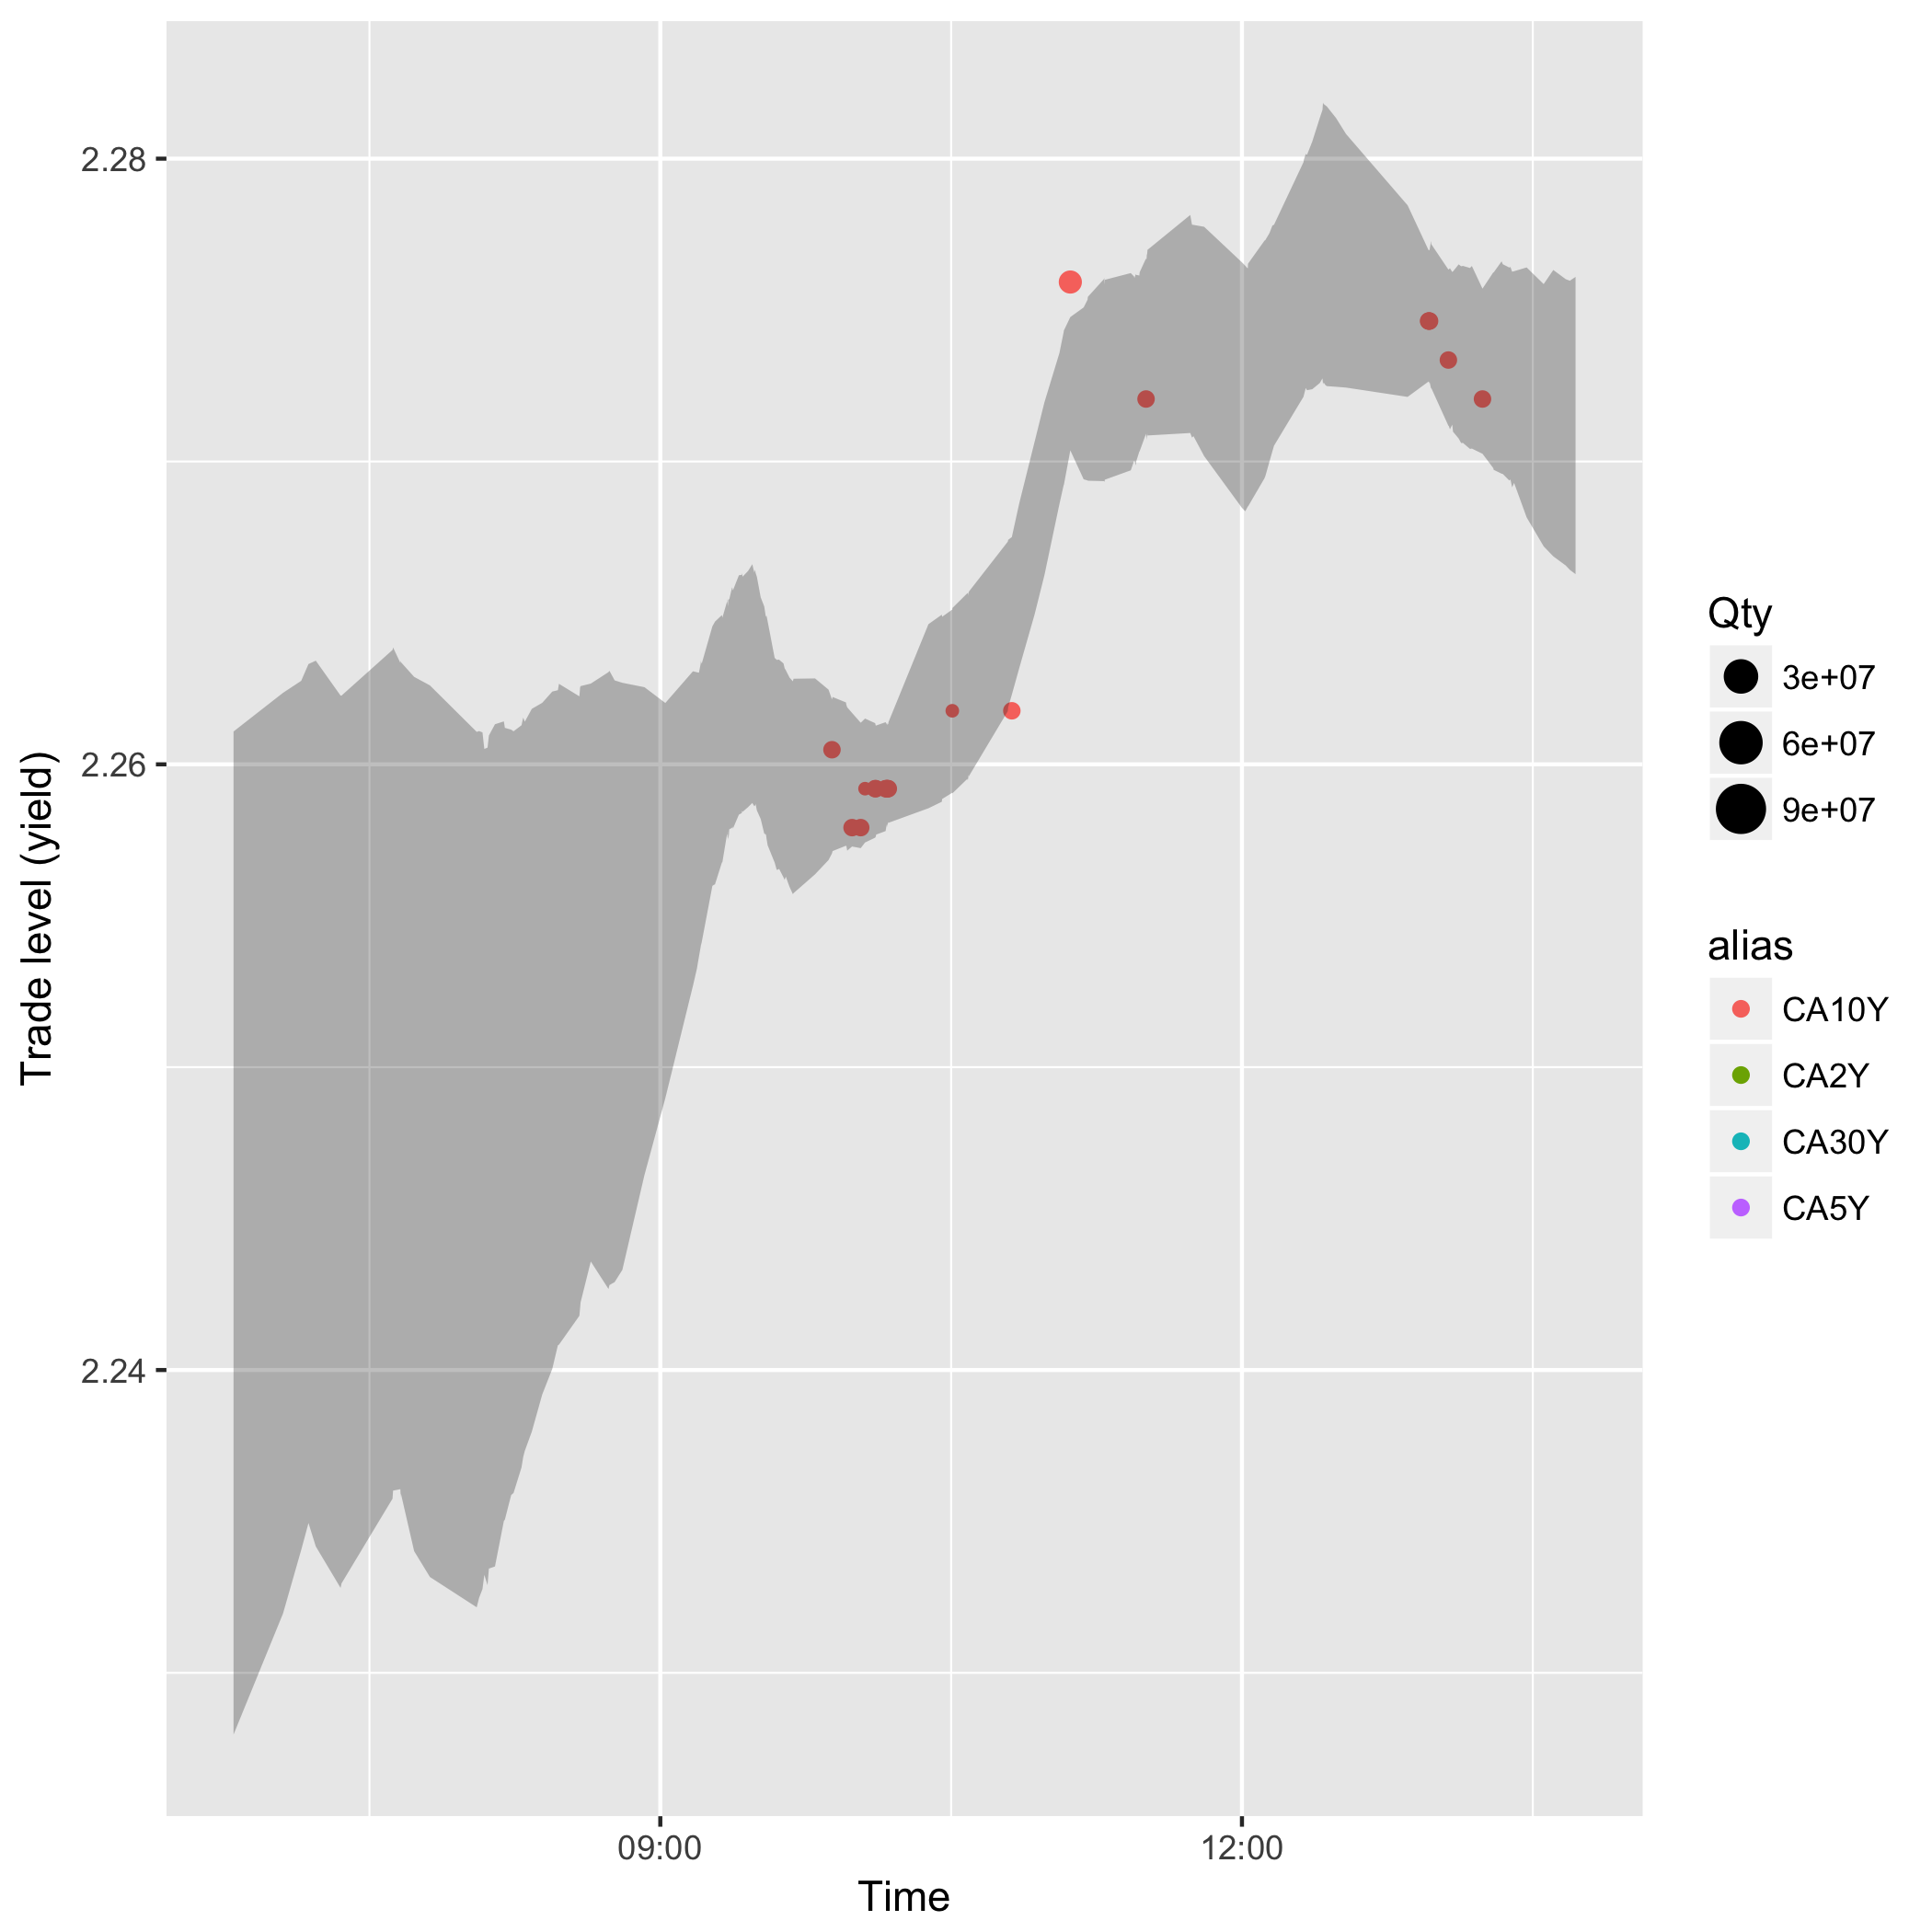 2.28
2.26
2.24
Trade level (yield)
09:00
12:00
Time
Qty
3e+07
6e+07
9e+07
alias
CA10Y
CA2Y
CA30Y
CA5Y